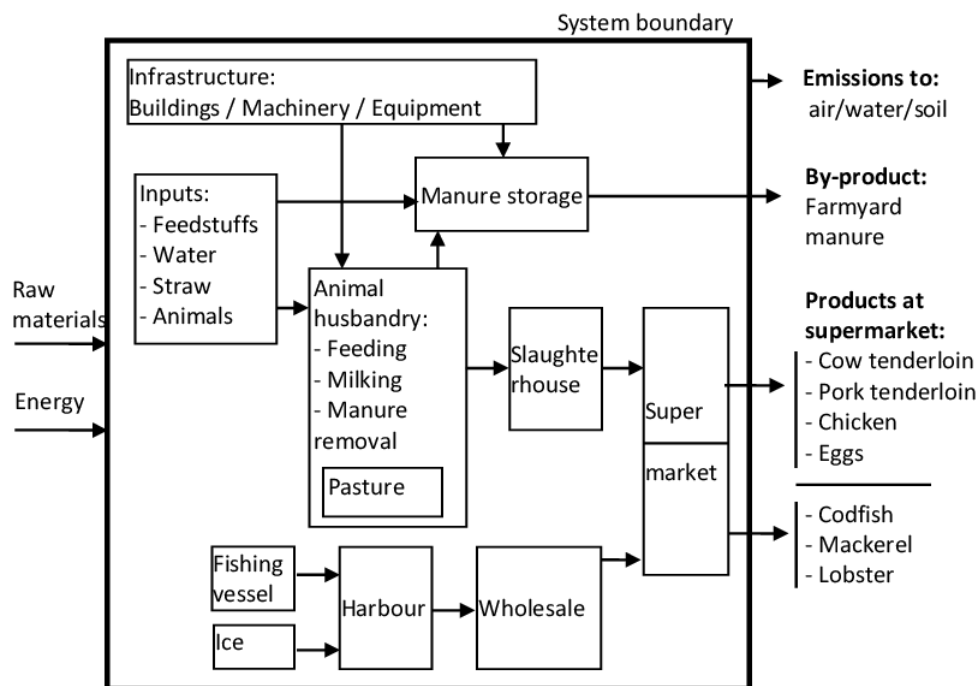 System boundary
Infrastructure:
Buildings / Machinery / Equipment
Emissions to:
air/water/soil
Inputs:
- Feedstuffs
- Water
- Straw
- Animals
Manure storage
By-product:
Farmyard
manure
Raw
materials
Energy
Animal
husbandry:
- Feeding
- Milking
- Manure
removal
Pasture
Slaughte
rhouse
Super
market
Products at
supermarket:
- Cow tenderloin
- Pork tenderloin
- Chicken
- Eggs
- Codfish
- Mackerel
- Lobster
Fishing
vessel
Ice
Harbour
Wholesale